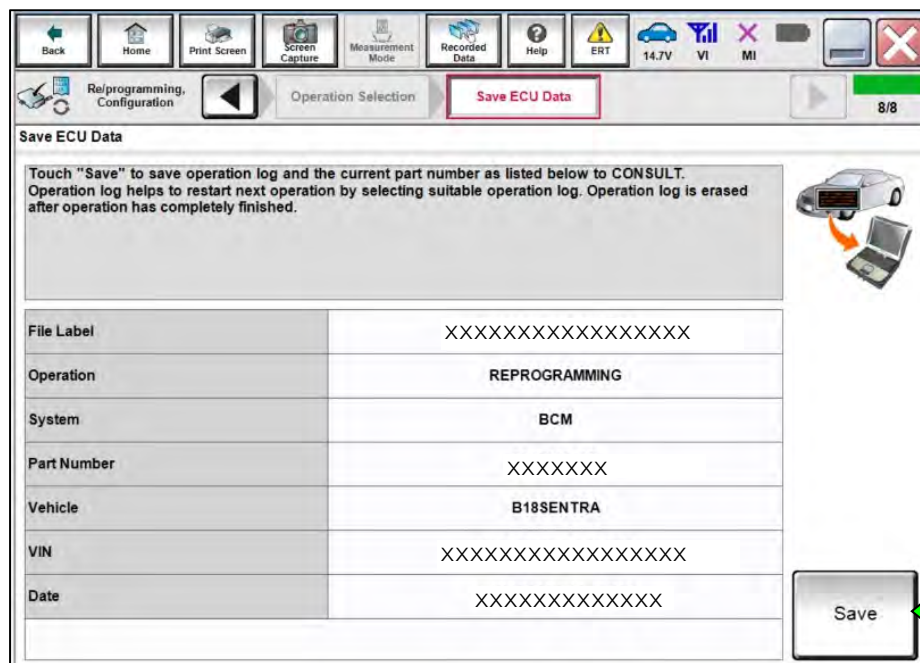 Back
Home
Print Screen
Screen Capture
Measurement Mode
Recorded Data
Help
ERT
14.7V
VI
MI
Re/programming, Configuration
Operation Selection
Save ECU Data
8/8
Save ECU Data
Touch "Save" to save operation log and the current part number as listed below to CONSULT.
Operation log helps to restart next operation by selecting suitable operation log. Operation log is erased
after operation has completely finished.
File Label XXXXXXXXXXXXXXXXX
Operation REPROGRAMMING
System BCM
Part Number XXXXXXX
Vehicle B18SENTRA
VIN XXXXXXXXXXXXXXXXX
Date XXXXXXXXXXXXX
Save